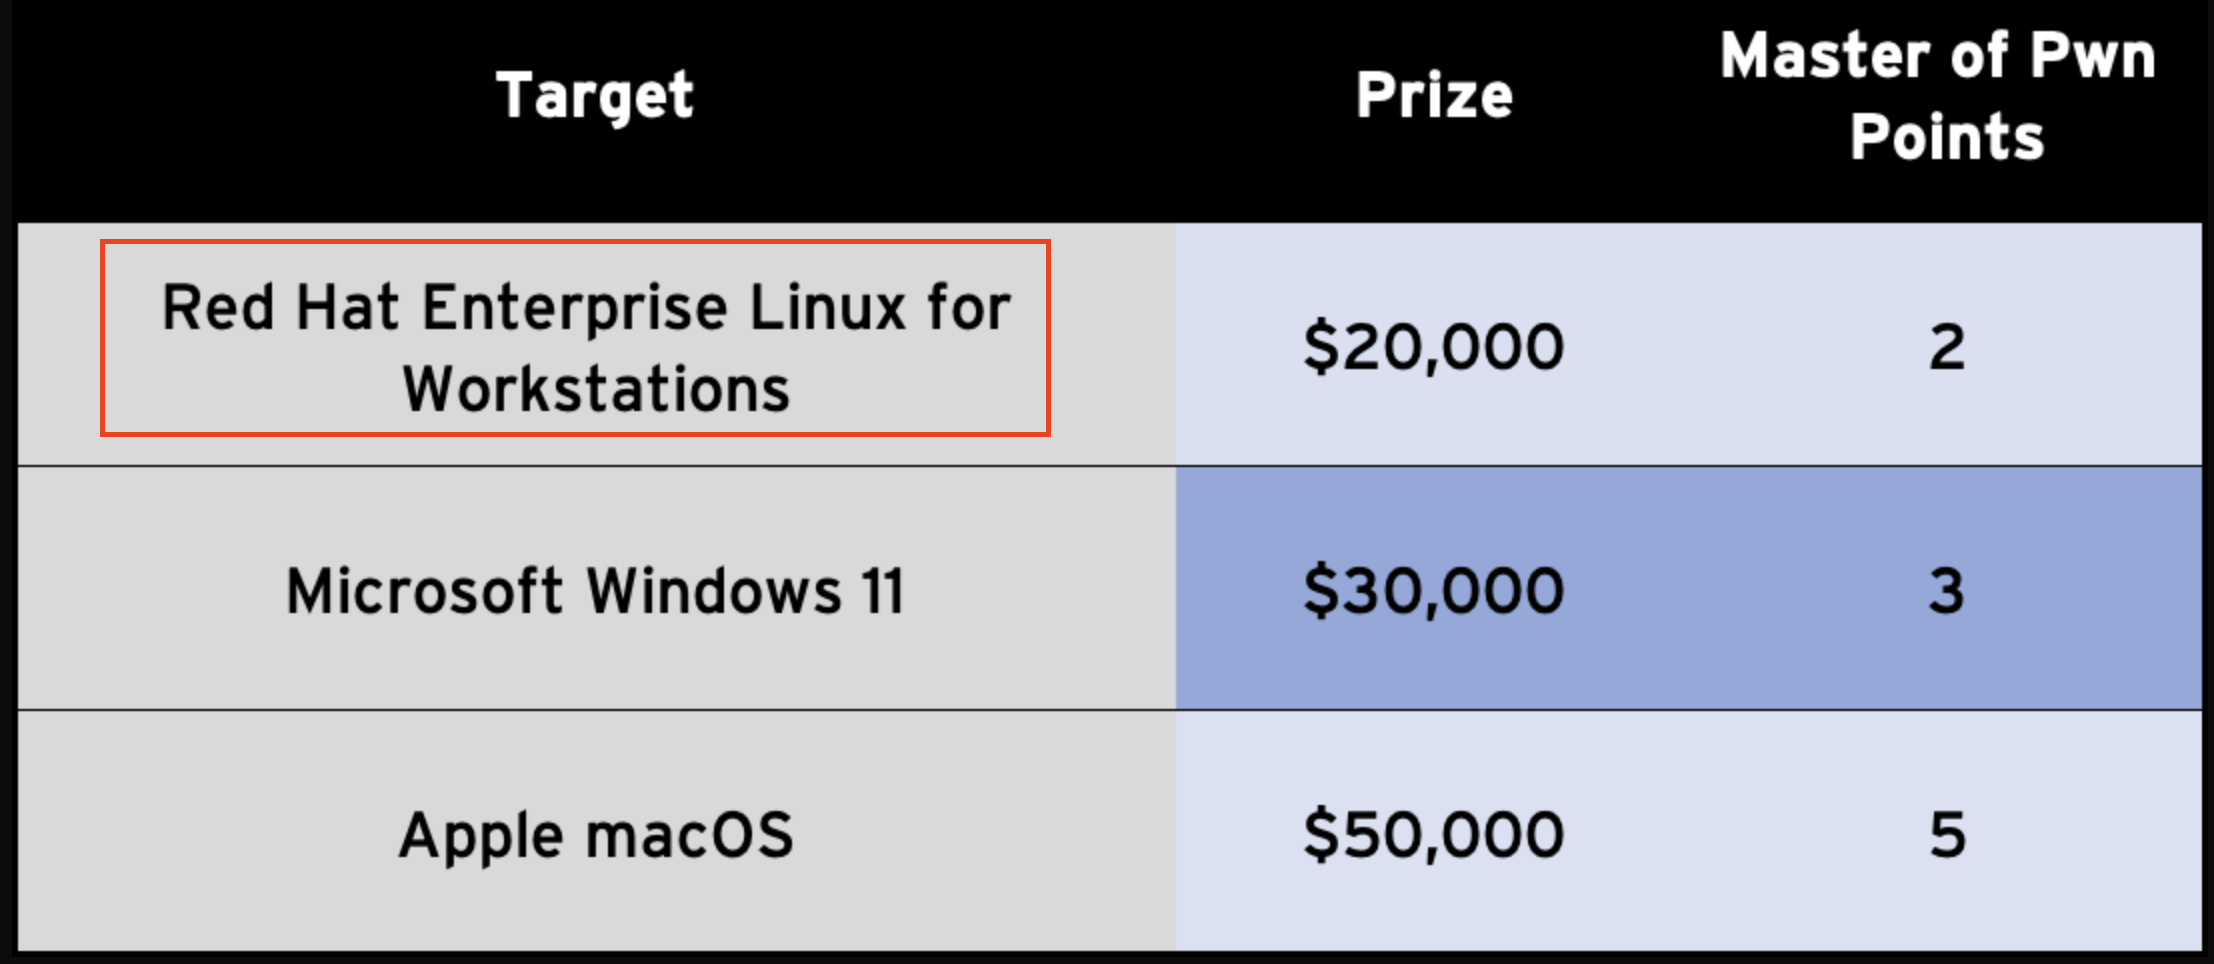 Target
Prize
Master of Pwn
Points
Red Hat Enterprise Linux for
Workstations
$20,000
2
Microsoft Windows 11
$30,000
3
Apple macOS
$50,000
5